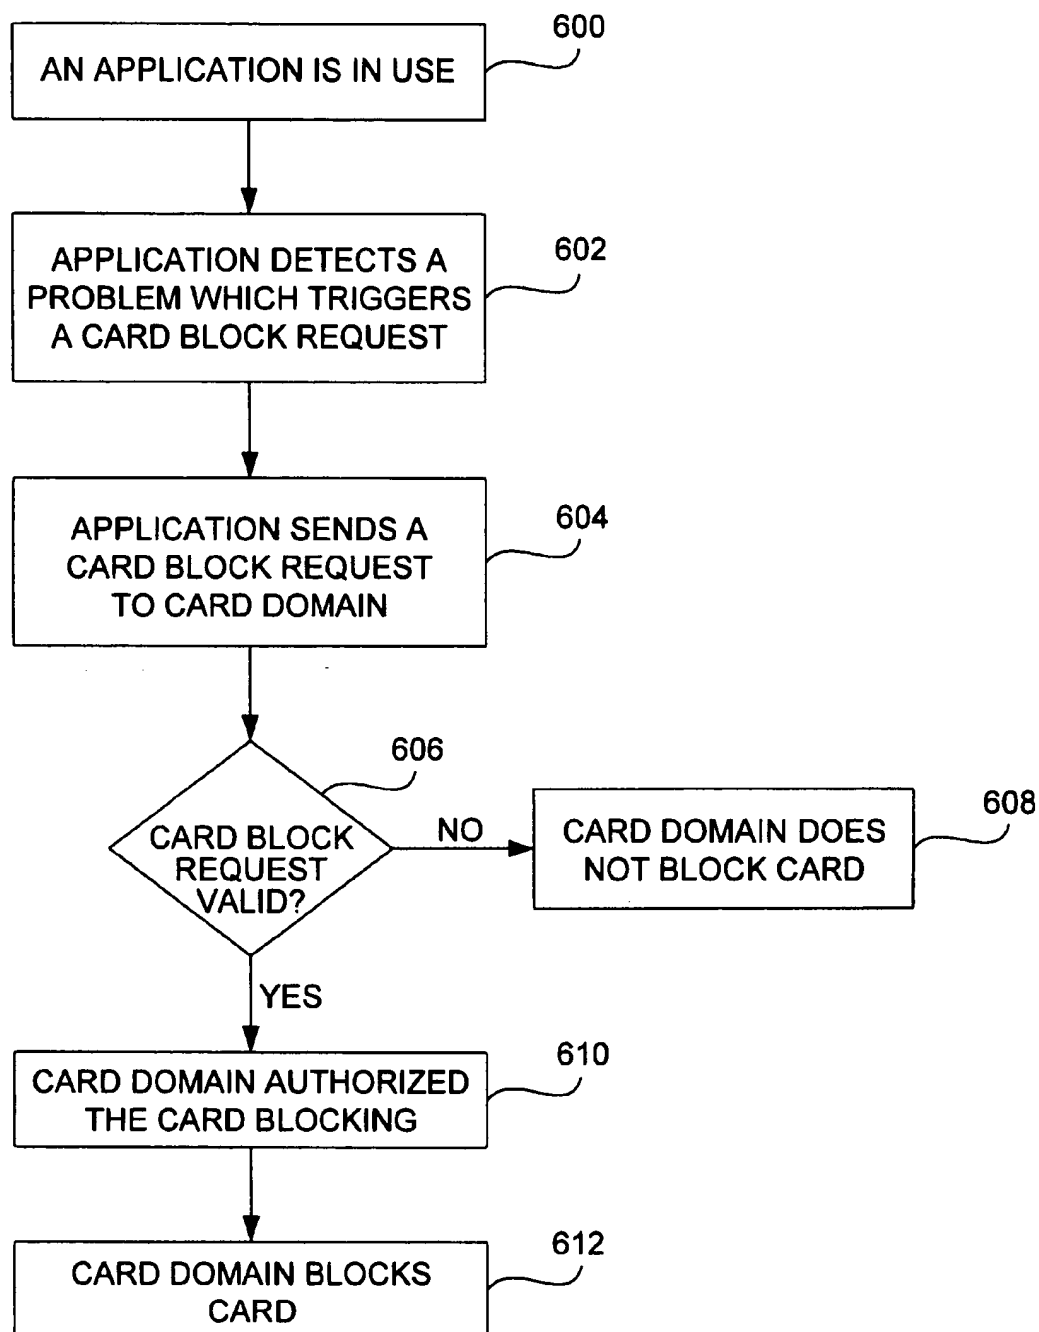 600
AN APPLICATION IS IN USE
602
APPLICATION DETECTS A
PROBLEM WHICH TRIGGERS
A CARD BLOCK REQUEST
604
APPLICATION SENDS A
CARD BLOCK REQUEST
TO CARD DOMAIN
606
CARD BLOCK
REQUEST
VALID?
NO
608
CARD DOMAIN DOES
NOT BLOCK CARD
YES
610
CARD DOMAIN AUTHORIZED
THE CARD BLOCKING
612
CARD DOMAIN BLOCKS
CARD